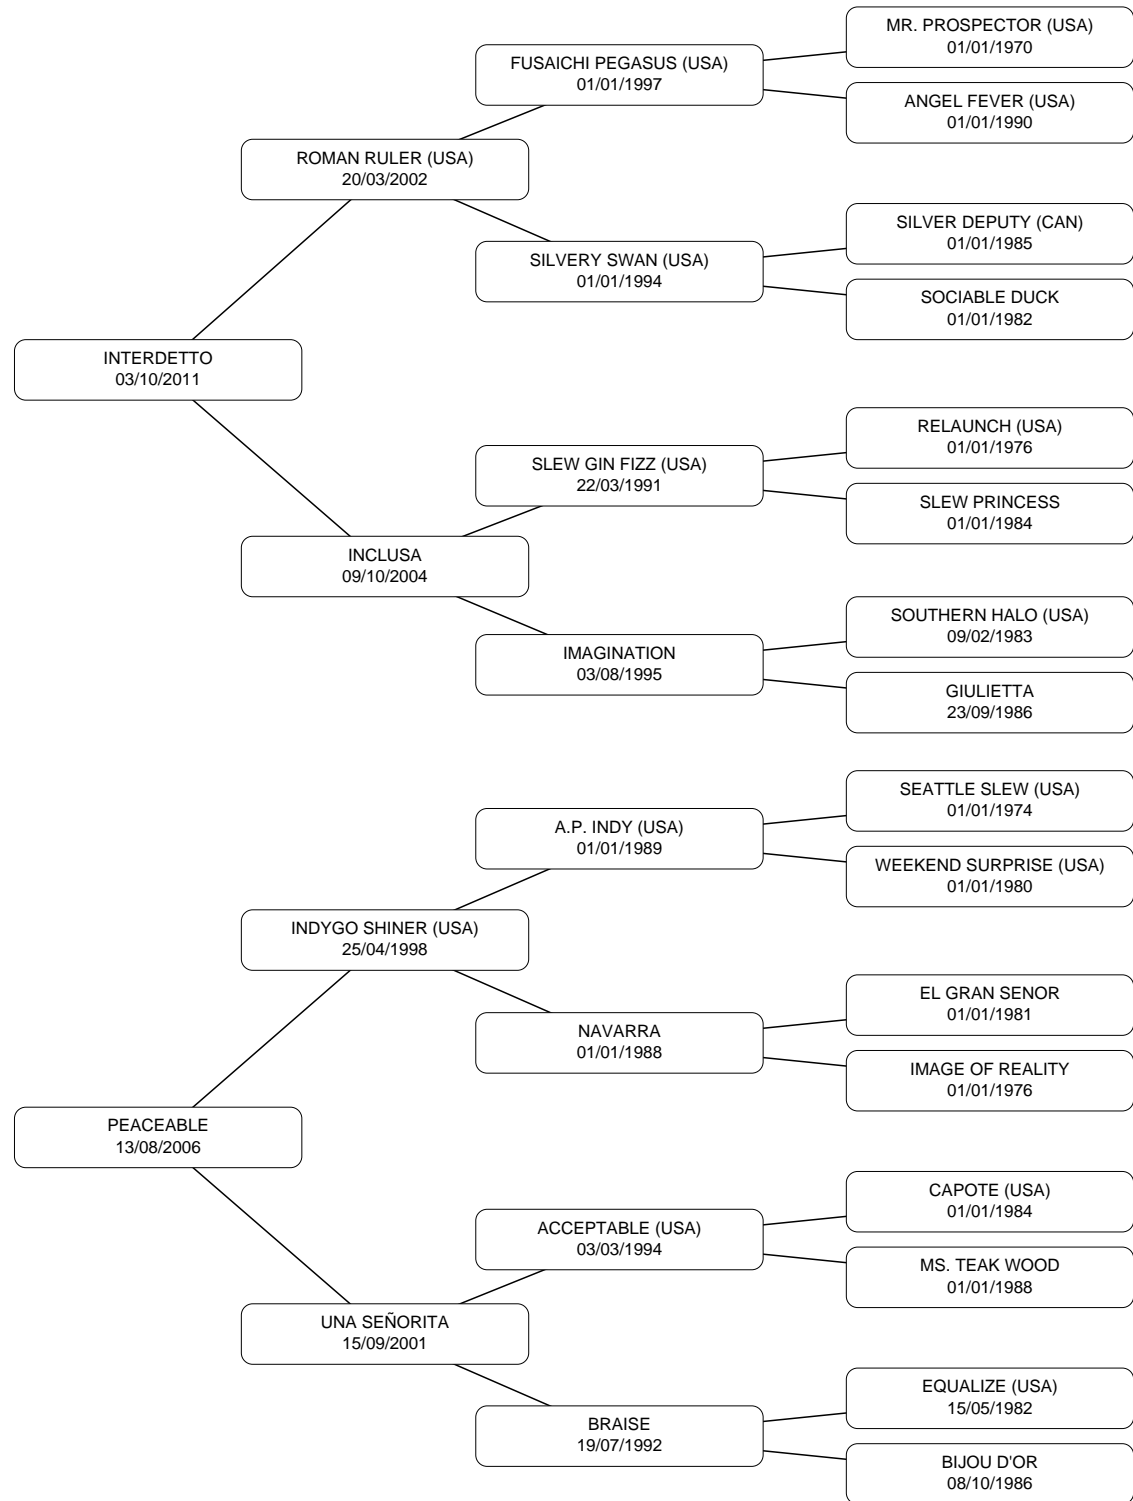 MR. PROSPECTOR (USA)
01/01/1970
FUSAICHI PEGASUS (USA)
01/01/1997
ANGEL FEVER (USA)
01/01/1990
ROMAN RULER (USA)
20/03/2002
SILVER DEPUTY (CAN)
01/01/1985
SILVERY SWAN (USA)
01/01/1994
SOCIABLE DUCK
01/01/1982
INTERDETTO
03/10/2011
RELAUNCH (USA)
01/01/1976
SLEW GIN FIZZ (USA)
22/03/1991
SLEW PRINCESS
01/01/1984
INCLUSA
09/10/2004
SOUTHERN HALO (USA)
09/02/1983
IMAGINATION
03/08/1995
GIULIETTA
23/09/1986
SEATTLE SLEW (USA)
01/01/1974
A.P. INDY (USA)
01/01/1989
WEEKEND SURPRISE (USA)
01/01/1980
INDYGO SHINER (USA)
25/04/1998
EL GRAN SENOR
01/01/1981
NAVARRA
01/01/1988
IMAGE OF REALITY
01/01/1976
PEACEABLE
13/08/2006
CAPOTE (USA)
01/01/1984
ACCEPTABLE (USA)
03/03/1994
MS. TEAK WOOD
01/01/1988
UNA SEÑORITA
15/09/2001
EQUALIZE (USA)
15/05/1982
BRAISE
19/07/1992
BIJOU D'OR
08/10/1986